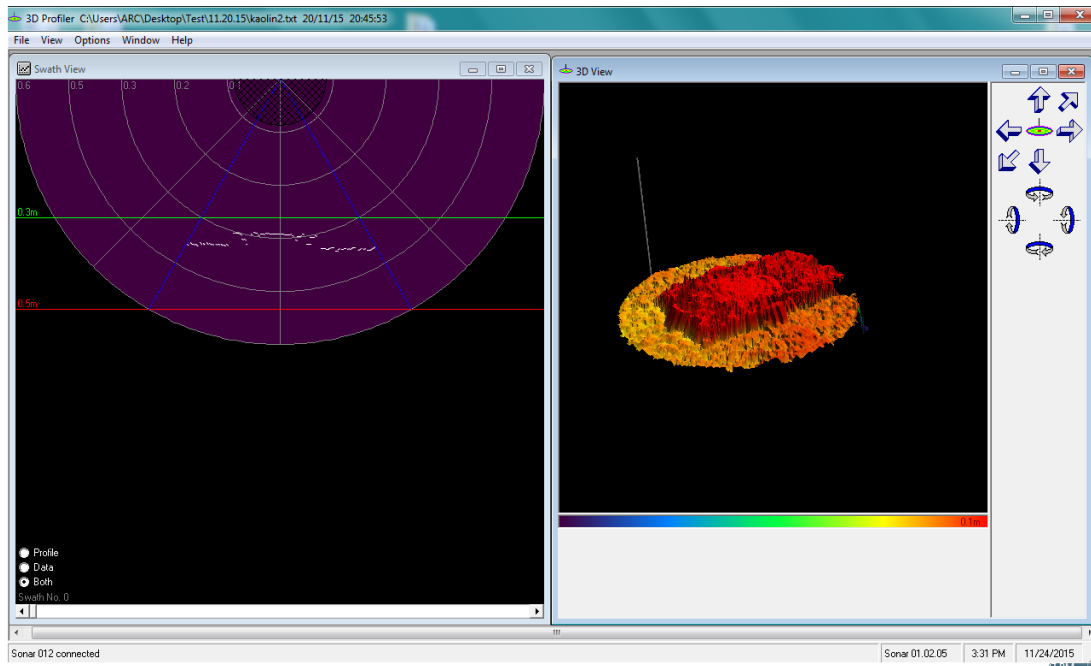 3D Profiler C:\Users\ARC\Desktop\Test\11.20.15\kaolin2.txt 20/11/15 20:45:53
File View Options Window Help
Swath View
0.6 0.5 0.3 0.2 0.1
0.3m
0.5m
Profile
Data
Both
Swath No. 0
3D View
0.1m
Sonar 012 connected
Sonar 01.02.05 3:31 PM 11/24/2015